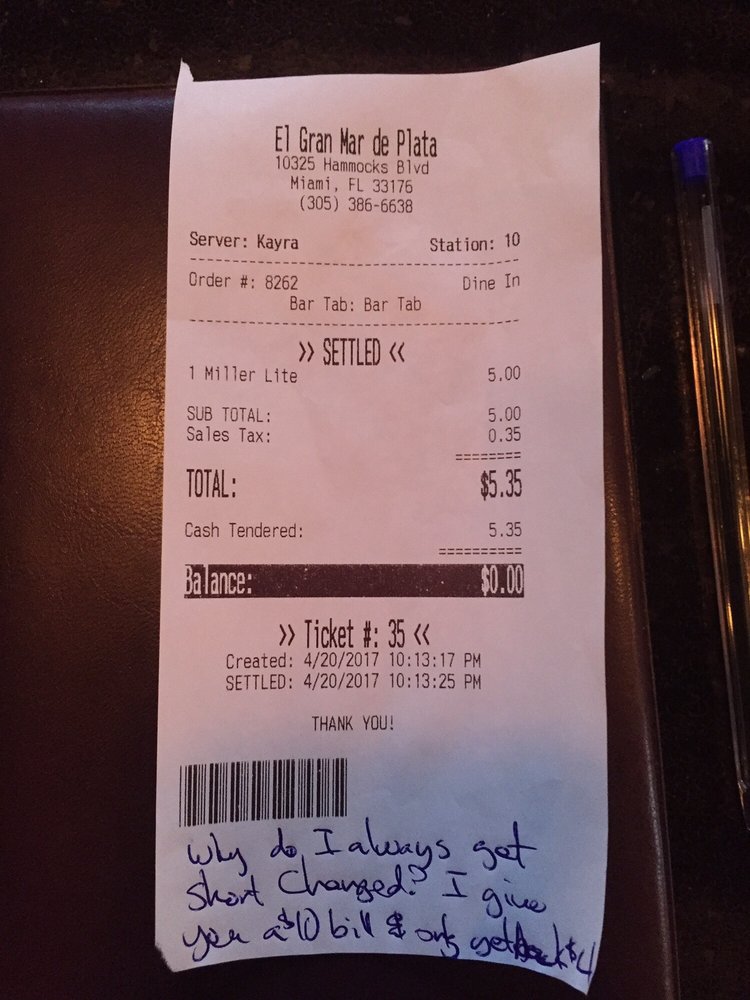 El Gran Mar de Plata
10325 Hammocks Blvd
Miami, FL 33176
(305) 386-6638
Server: Kayra Station: 10
Order #: 8262 Dine In
Bar Tab: Bar Tab
>> SETTLED <<
1 Miller Lite 5.00
SUB TOTAL: 5.00
Sales Tax: 0.35
========
TOTAL: $5.35
Cash Tendered: 5.35
==========
Balance: $0.00
>> Ticket #: 35 <<
Created: 4/20/2017 10:13:17 PM
SETTLED: 4/20/2017 10:13:25 PM
THANK YOU!
Why do I always get
short changed? I give
you a $10 bill & only get back $4